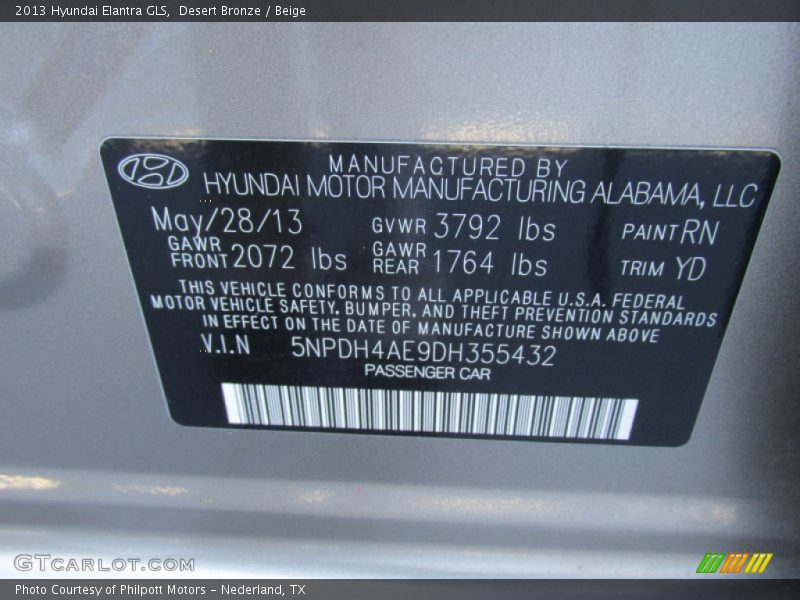 2013 Hyundai Elantra GLS, Desert Bronze / Beige
MANUFACTURED BY
HYUNDAI MOTOR MANUFACTURING ALABAMA, LLC
May/28/13 GVWR 3792 lbs PAINT RN
GAWR FRONT 2072 lbs GAWR REAR 1764 lbs TRIM YD
THIS VEHICLE CONFORMS TO ALL APPLICABLE U.S.A. FEDERAL
MOTOR VEHICLE SAFETY, BUMPER, AND THEFT PREVENTION STANDARDS
IN EFFECT ON THE DATE OF MANUFACTURE SHOWN ABOVE
V.I.N 5NPDH4AE9DH355432
PASSENGER CAR
GTCARLOT.COM
Photo Courtesy of Philpott Motors - Nederland, TX